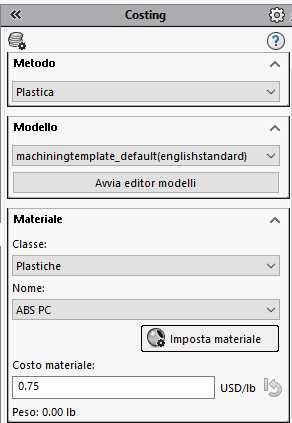 Costing
Metodo
Plastica
Modello
machiningtemplate_default(englishstandard)
Avvia editor modelli
Materiale
Classe:
Plastiche
Nome:
ABS PC
Imposta materiale
Costo materiale:
0.75 USD/lb
Peso: 0.00 lb